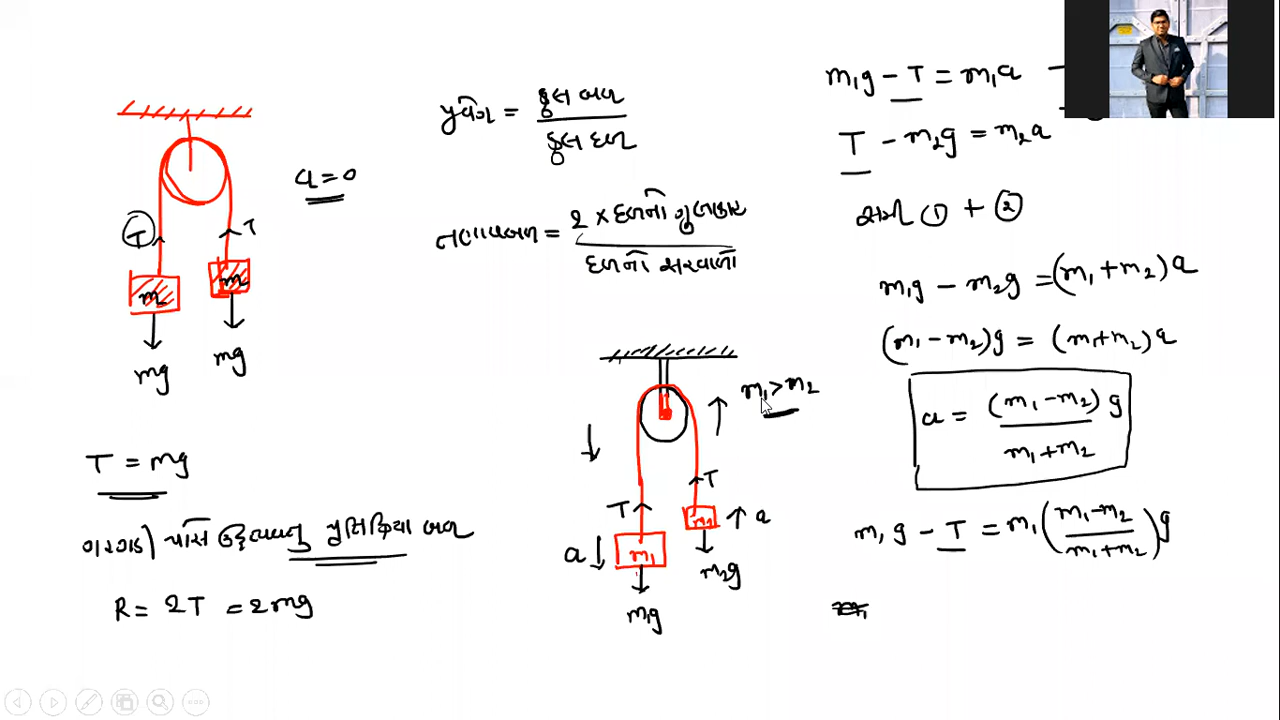 a = 0
T
T
m
m
mg
mg
T = mg
ગરગડી પાસે ઉદ્ભવતું પ્રતિક્રિયા બળ
R = 2T = 2mg
પ્રવેગ = કુલ બળ / કુલ દળ
તણાવબળ = 2 × દળનો ગુણાકાર / દળનો સરવાળો
m₁ > m₂
T
T
m₂
a
a
m₁
m₂g
m₁g
m₁g − T = m₁a
T − m₂g = m₂a
① + ②
m₁g − m₂g = (m₁ + m₂) a
(m₁ − m₂)g = (m₁ + m₂) a
a = (m₁ − m₂) g / m₁ + m₂
m₁g − T = m₁ (m₁ − m₂ / m₁ + m₂) g